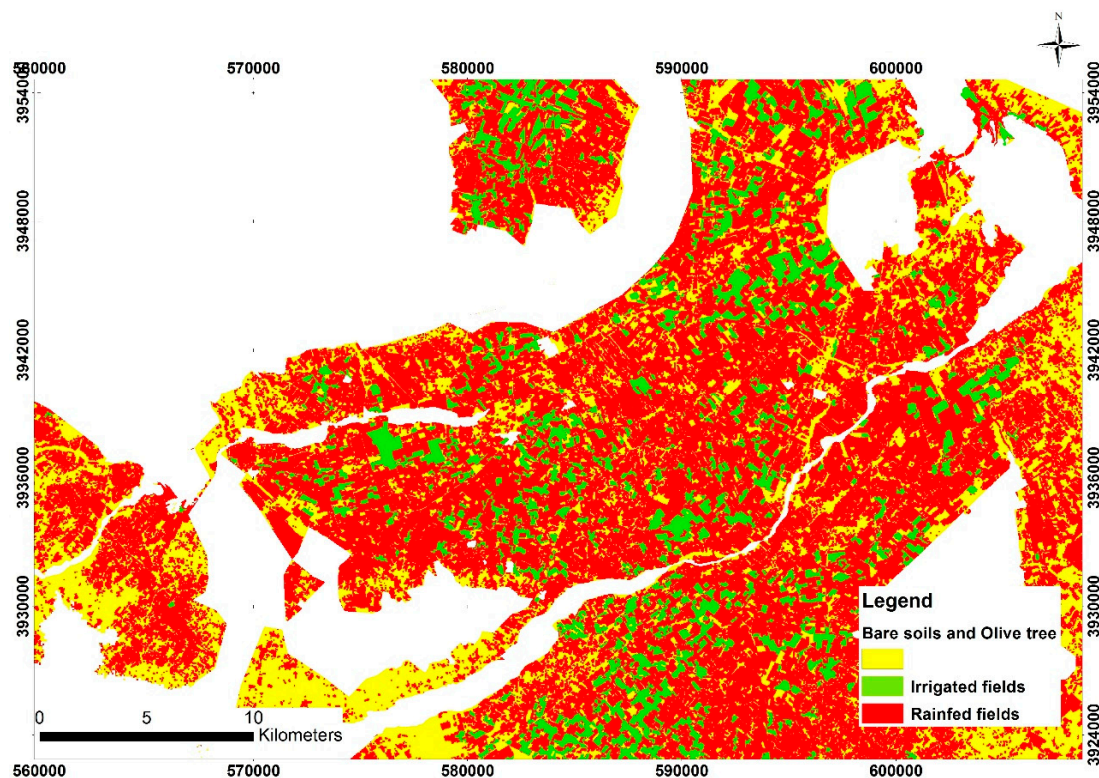 N
560000 570000 580000 590000 600000
3954000 3954000
3948000 3948000
3942000 3942000
3936000 3936000
3930000 3930000
3924000
Legend
Bare soils and Olive tree
Irrigated fields
Rainfed fields
0 5 10
Kilometers
560000 570000 580000 590000 600000